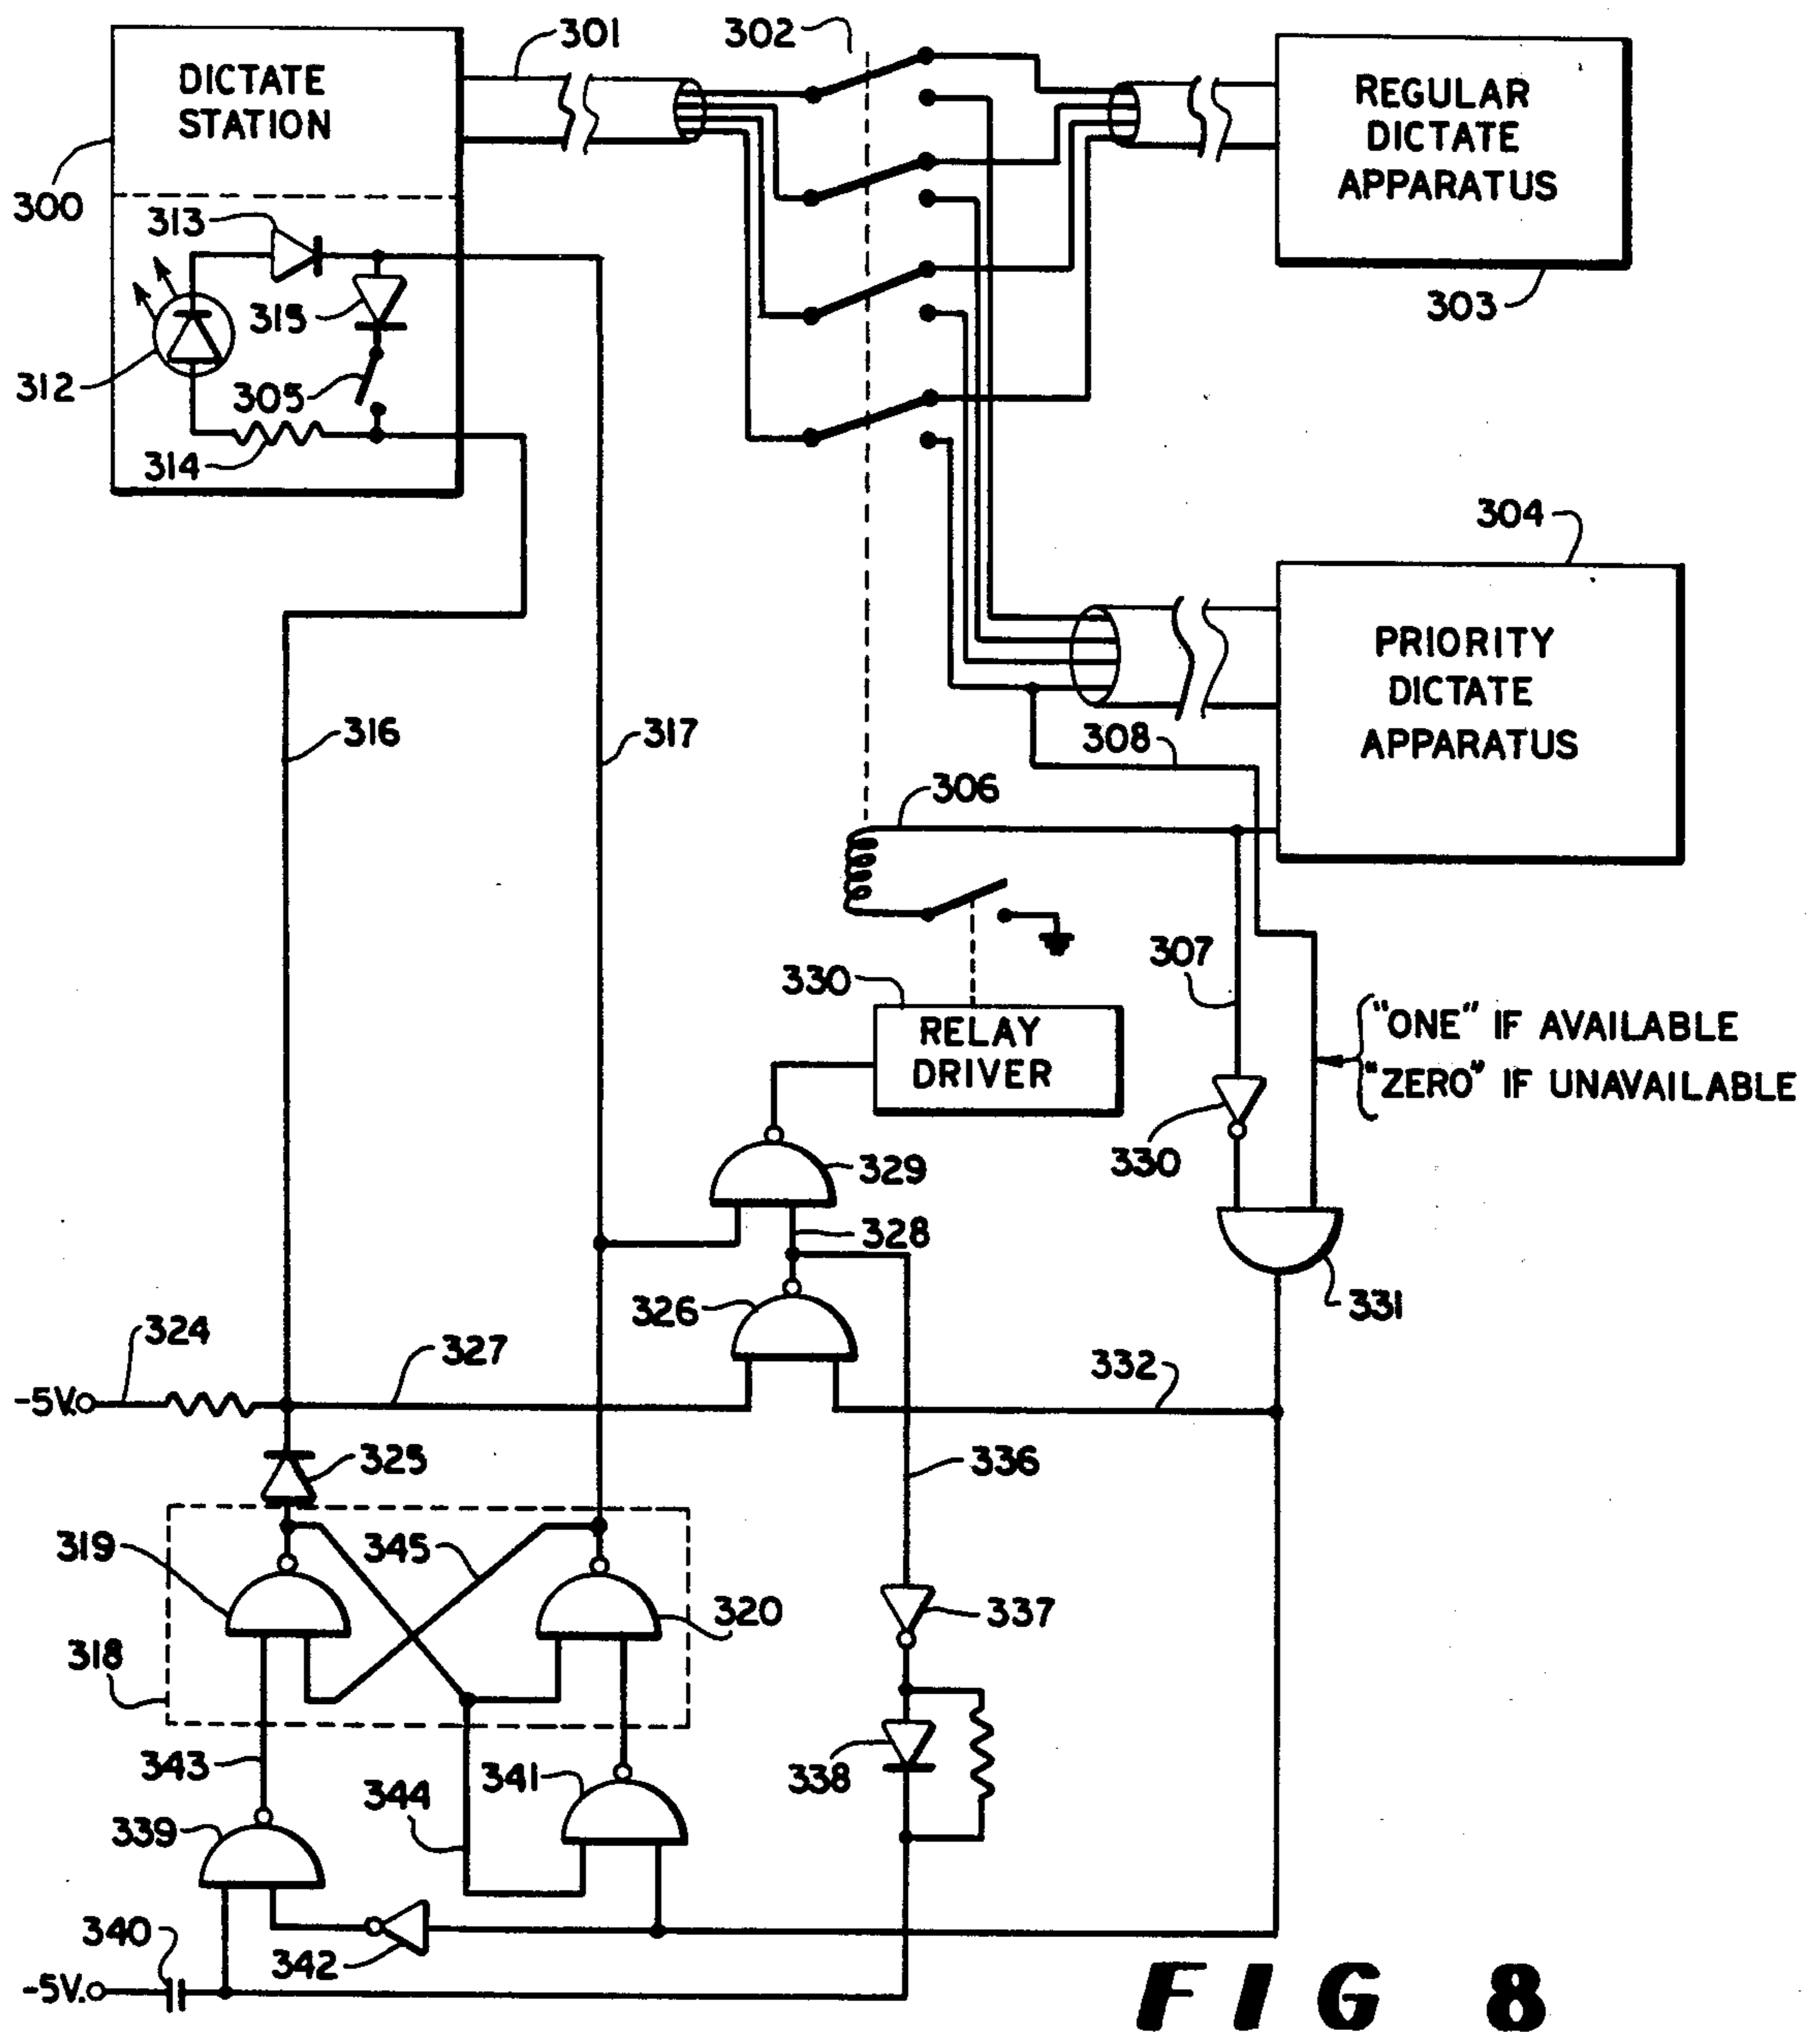 301
302
DICTATE
STATION
REGULAR
DICTATE
APPARATUS
300
313
315
303
312
305
314
304
PRIORITY
DICTATE
APPARATUS
316
317
308
306
307
330
RELAY
DRIVER
"ONE" IF AVAILABLE
"ZERO" IF UNAVAILABLE
330
329
328
326
331
324
327
332
-5V.
325
336
319
345
320
337
318
343
344
341
338
339
340
342
-5V.
FIG 8